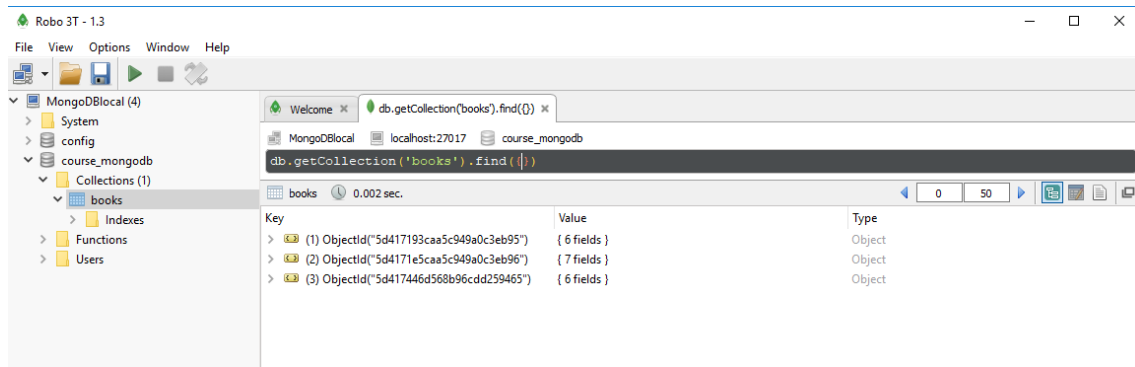 Robo 3T - 1.3
File View Options Window Help
MongoDBlocal (4)
System
config
course_mongodb
Collections (1)
books
Indexes
Functions
Users
Welcome db.getCollection('books').find({})
MongoDBlocal localhost:27017 course_mongodb
db.getCollection('books').find({})
books 0.002 sec. 0 50
Key Value Type
(1) ObjectId("5d417193caa5c949a0c3eb95") { 6 fields } Object
(2) ObjectId("5d4171e5caa5c949a0c3eb96") { 7 fields } Object
(3) ObjectId("5d417446d568b96cdd259465") { 6 fields } Object